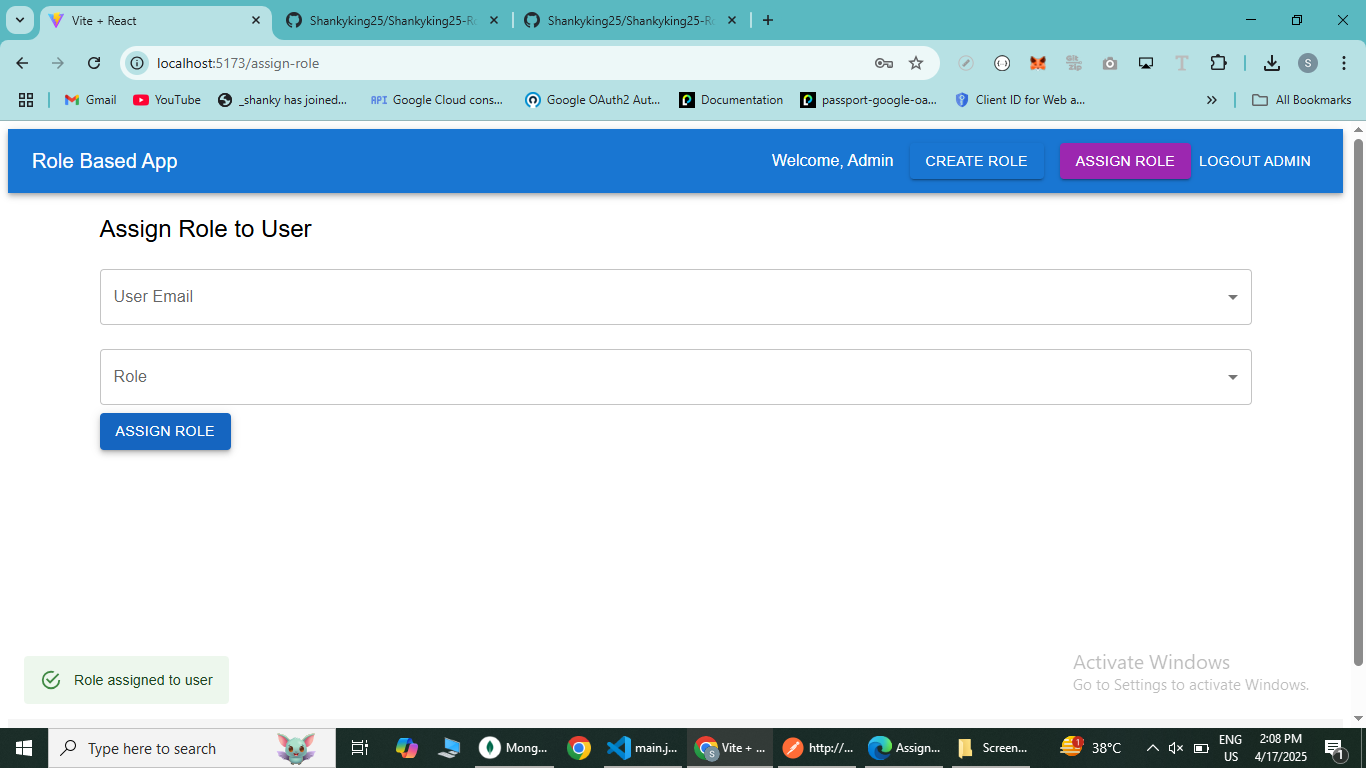 Vite + React
Shankyking25/Shankyking25-Ro
Shankyking25/Shankyking25-Ro
localhost:5173/assign-role
S
Gmail
YouTube
_shanky has joined...
API Google Cloud cons...
Google OAuth2 Aut...
Documentation
passport-google-oa...
Client ID for Web a...
All Bookmarks
Role Based App
Welcome, Admin
CREATE ROLE
ASSIGN ROLE
LOGOUT ADMIN
Assign Role to User
User Email
Role
ASSIGN ROLE
Role assigned to user
Activate Windows
Go to Settings to activate Windows.
Type here to search
Mong...
main.j...
Vite + ...
http://...
Assign...
Screen...
38°C
ENG
US
2:08 PM
4/17/2025
1